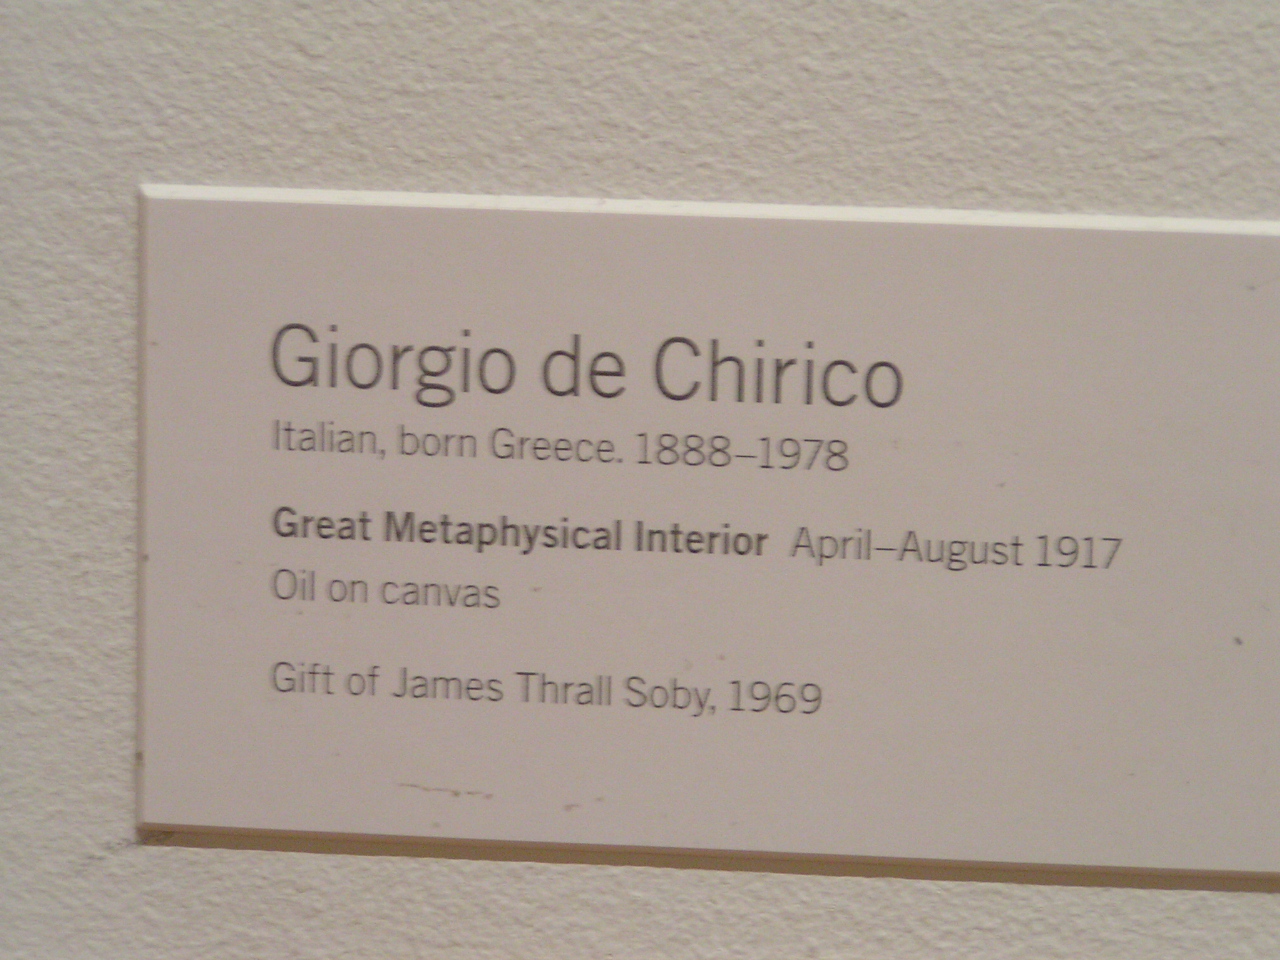 Giorgio de Chirico
Italian, born Greece. 1888–1978
Great Metaphysical Interior April–August 1917
Oil on canvas
Gift of James Thrall Soby, 1969